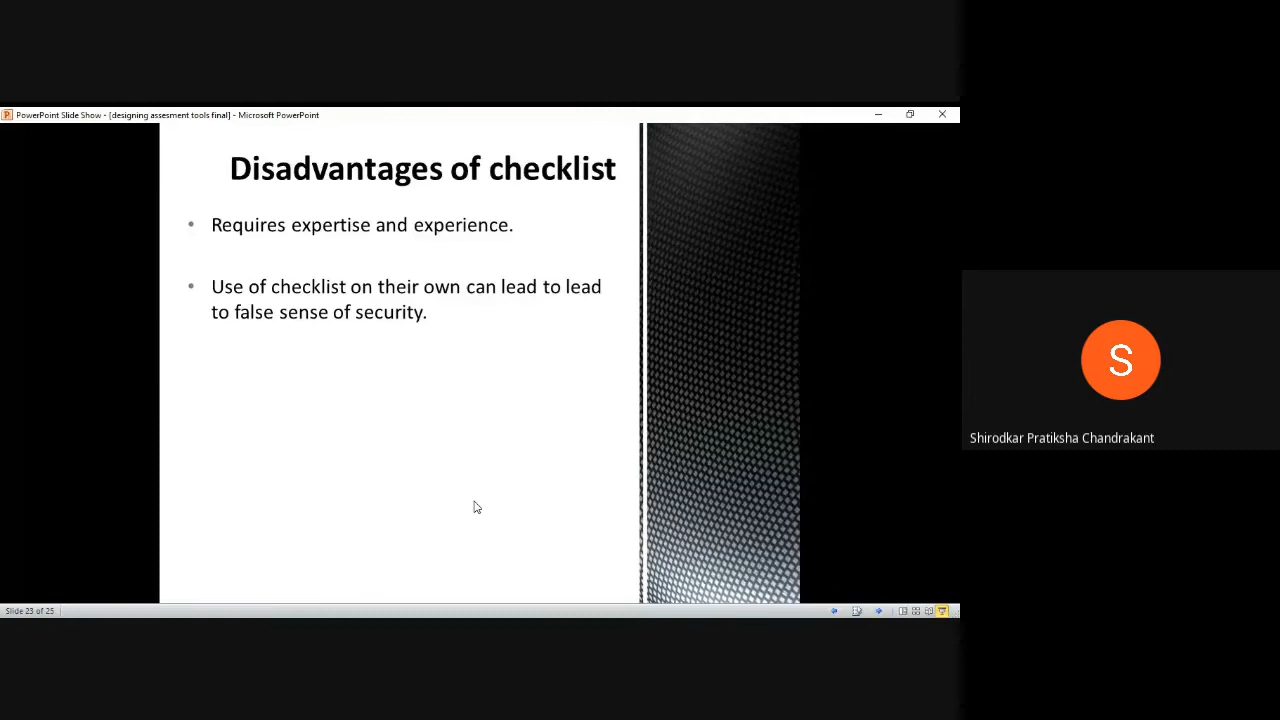 PowerPoint Slide Show - [designing assesment tools final] - Microsoft PowerPoint
Disadvantages of checklist
• Requires expertise and experience.
• Use of checklist on their own can lead to lead
to false sense of security.
S
Shirodkar Pratiksha Chandrakant
Slide 23 of 25